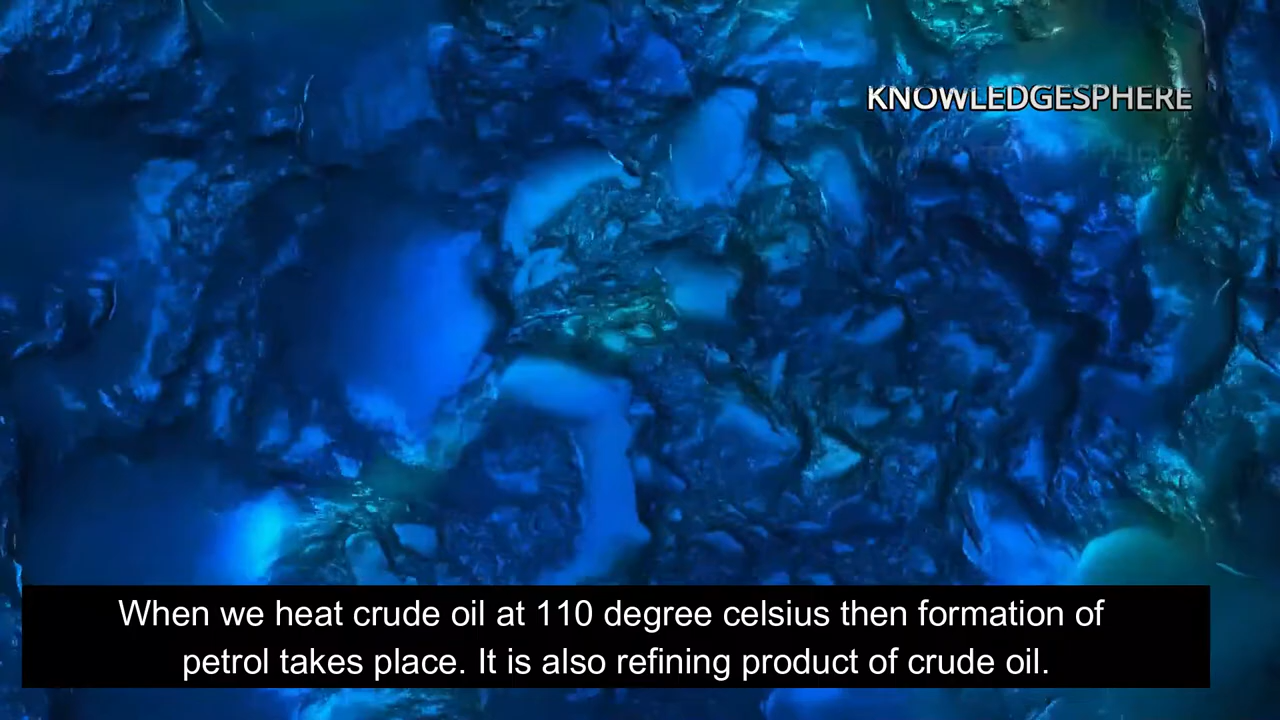 KNOWLEDGESPHERE
When we heat crude oil at 110 degree celsius then formation of
petrol takes place. It is also refining product of crude oil.